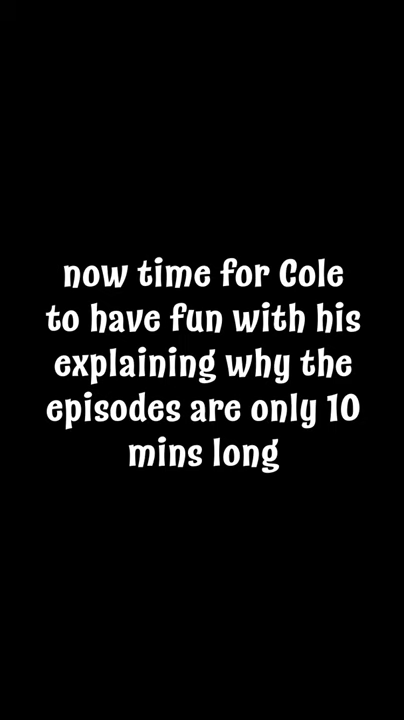 now time for Cole
to have fun with his
explaining why the
episodes are only 10
mins long